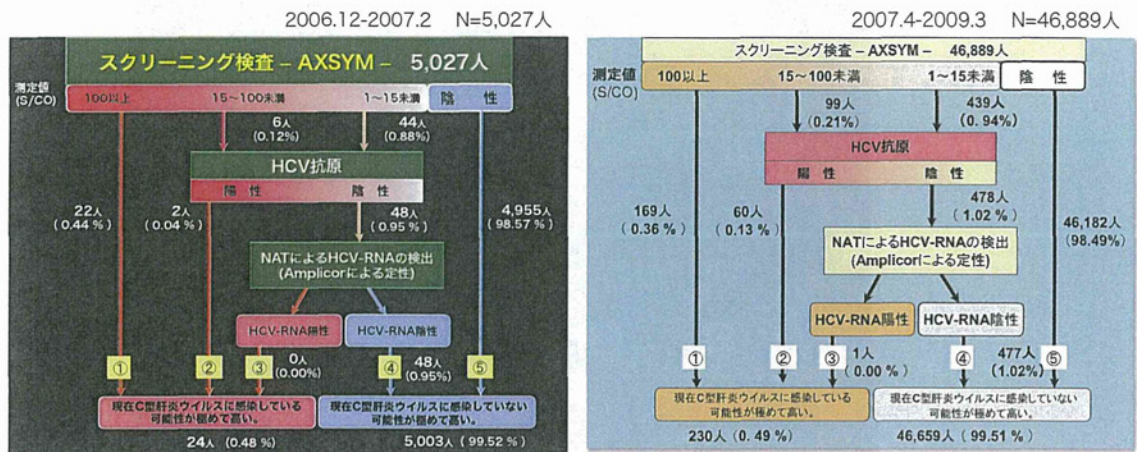 2006.12-2007.2 N=5,027人
スクリーニング検査 – AXSYM – 5,027人
測定値
(S/CO)
100以上
15～100未満
1～15未満
陰 性
6人
(0.12%)
44人
(0.88%)
HCV抗原
陽 性
陰 性
22人
(0.44 %)
2人
( 0.04 % )
48人
(0.95 %)
4,955人
(98.57 %)
NATによるHCV-RNAの検出
(Amplicorによる定性)
HCV-RNA陽性
HCV-RNA陰性
①
②
③
0人
(0.00%)
④
48人
(0.95%)
⑤
現在C型肝炎ウイルスに感染している
可能性が極めて高い。
現在C型肝炎ウイルスに感染していない
可能性が極めて高い。
24人 (0.48 %)
5,003人 ( 99.52 %)
2007.4-2009.3 N=46,889人
スクリーニング検査 – AXSYM – 46,889人
測定値
(S/CO)
100以上
15～100未満
1～15未満
陰 性
99人
(0.21%)
439人
(0. 94%)
HCV抗原
陽 性
陰 性
169人
( 0.36 % )
60人
( 0.13 % )
478人
(1.02 % )
46,182人
(98.49%)
NATによるHCV-RNAの検出
(Amplicorによる定性)
HCV-RNA陽性
HCV-RNA陰性
①
②
③
1人
( 0.00 % )
④
477人
(1.02%)
⑤
現在C型肝炎ウイルスに感染している
可能性が極めて高い。
現在C型肝炎ウイルスに感染していない
可能性が極めて高い。
230人 ( 0. 49 % )
46,659人 ( 99.51 % )